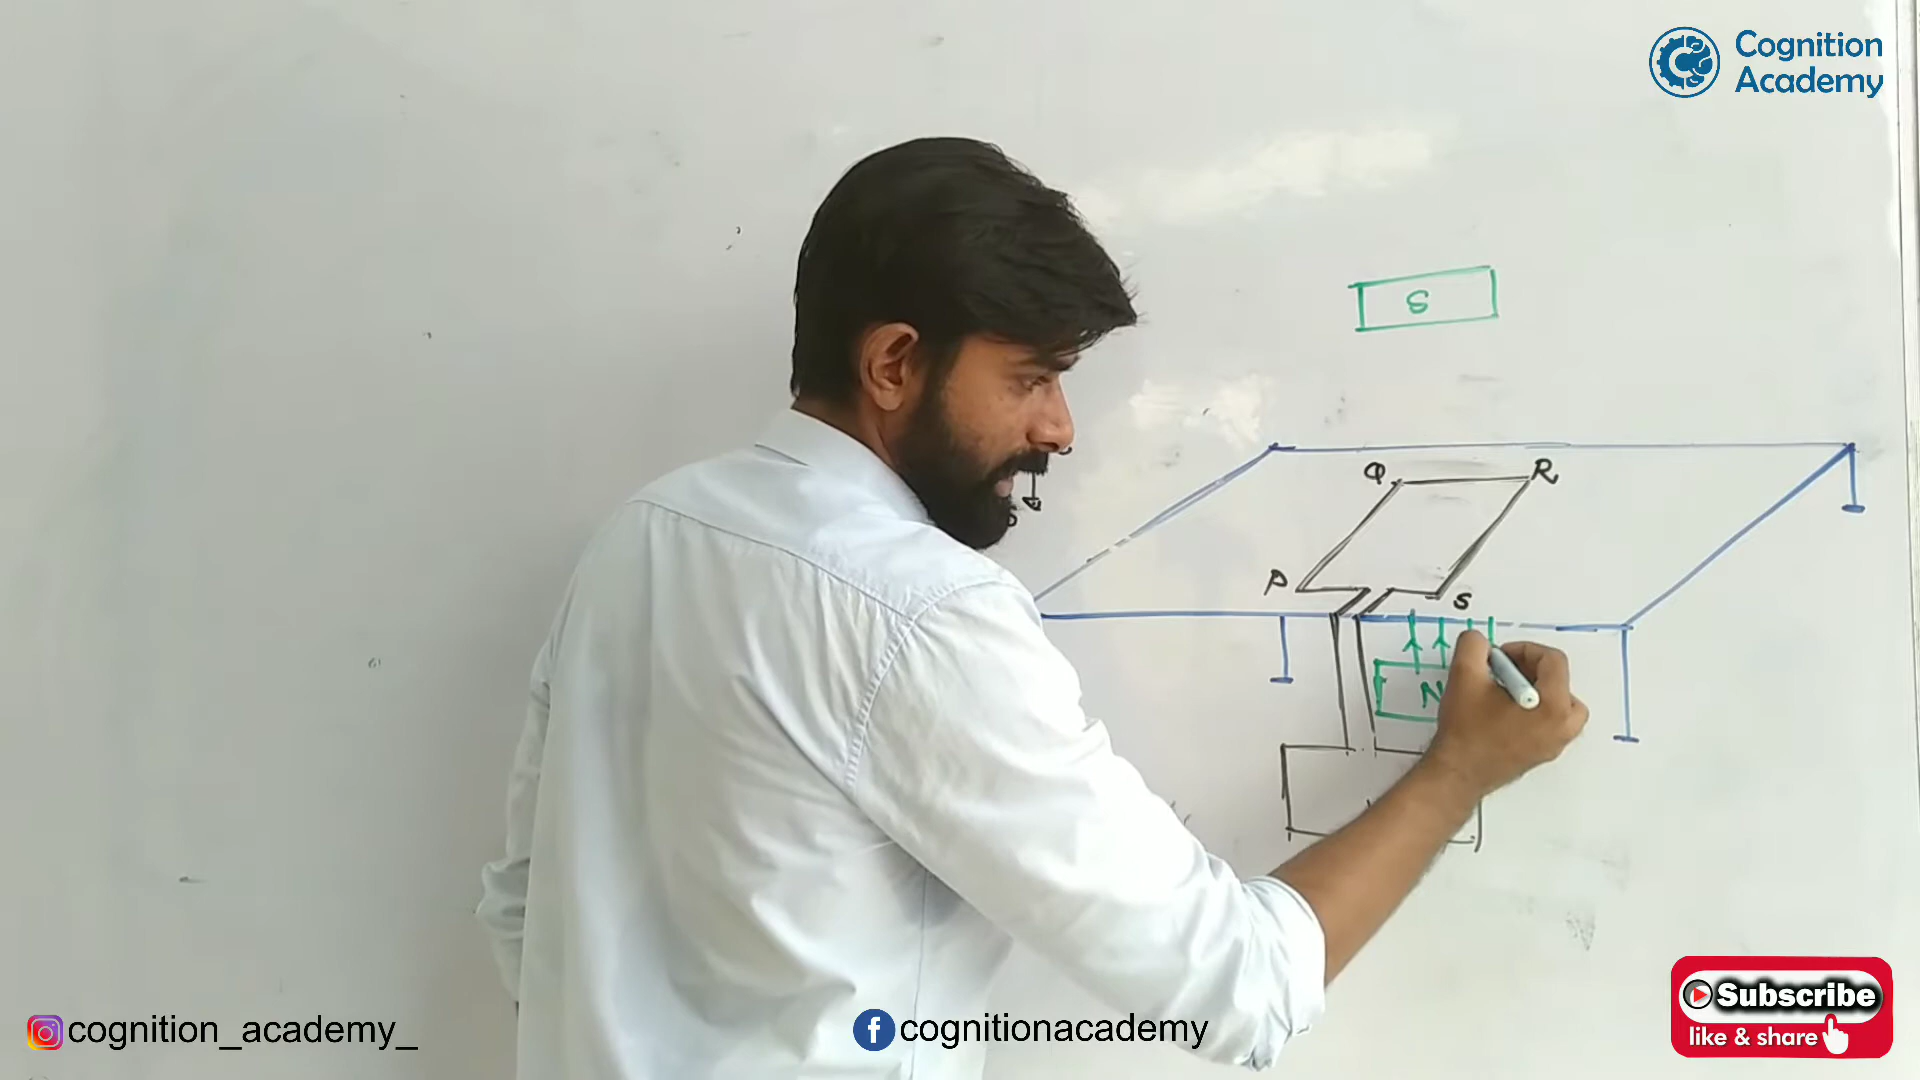 Cognition
Academy
S
Q
R
P
S
N
cognition_academy_
cognitionacademy
Subscribe
like & share